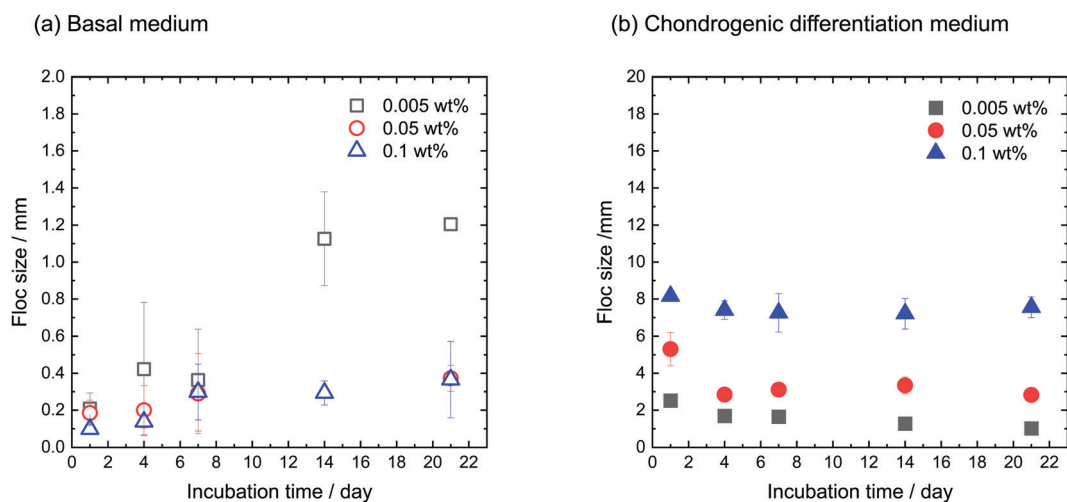 (a) Basal medium
2.0
1.8
1.6
1.4
1.2
1.0
0.8
0.6
0.4
0.2
0.0
Floc size / mm
0 2 4 6 8 10 12 14 16 18 20 22
Incubation time / day
0.005 wt%
0.05 wt%
0.1 wt%
(b) Chondrogenic differentiation medium
20
18
16
14
12
10
8
6
4
2
0
Floc size /mm
0 2 4 6 8 10 12 14 16 18 20 22
Incubation time / day
0.005 wt%
0.05 wt%
0.1 wt%